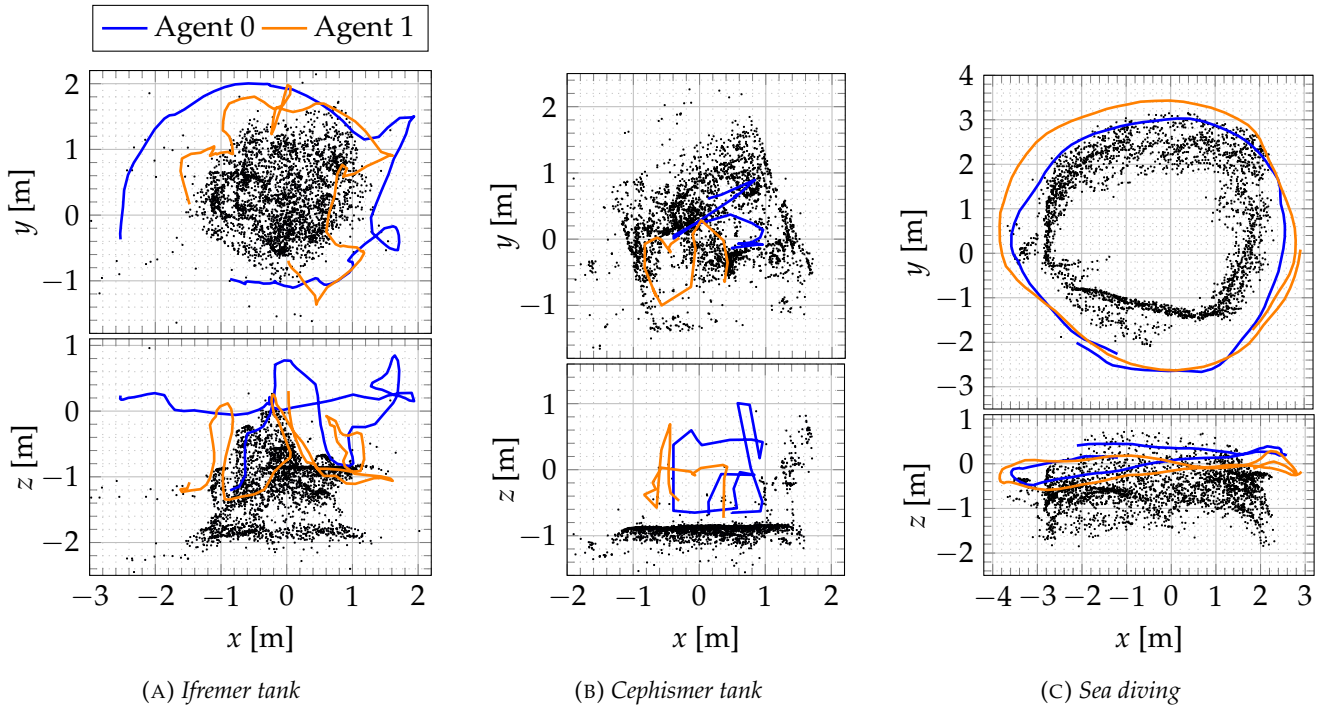 Agent 0 Agent 1
2
1
0
−1
y [m]
1
0
−1
−2
z [m]
−3 −2 −1 0 1 2
x [m]
(A) Ifremer tank
2
1
0
−1
y [m]
1
0
−1
z [m]
−2 −1 0 1 2
x [m]
(B) Cephismer tank
4
3
2
1
0
−1
−2
−3
y [m]
1
0
−1
−2
z [m]
−4 −3 −2 −1 0 1 2 3
x [m]
(C) Sea diving